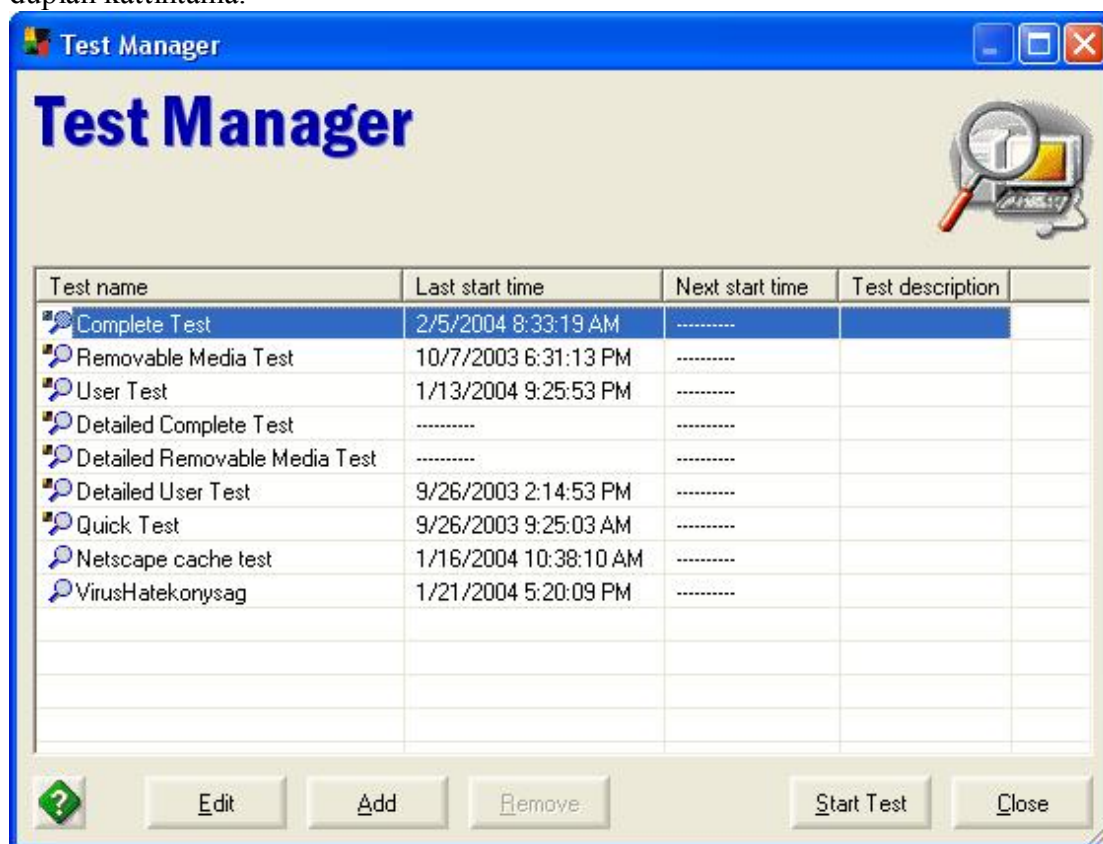 duplán kattintama.
Test Manager
Test Manager
Test name Last start time Next start time Test description
Complete Test 2/5/2004 8:33:19 AM ----------
Removable Media Test 10/7/2003 6:31:13 PM ----------
User Test 1/13/2004 9:25:53 PM ----------
Detailed Complete Test ---------- ----------
Detailed Removable Media Test ---------- ----------
Detailed User Test 9/26/2003 2:14:53 PM ----------
Quick Test 9/26/2003 9:25:03 AM ----------
Netscape cache test 1/16/2004 10:38:10 AM ----------
VirusHatekonysag 1/21/2004 5:20:09 PM ----------
? Edit Add Remove Start Test Close